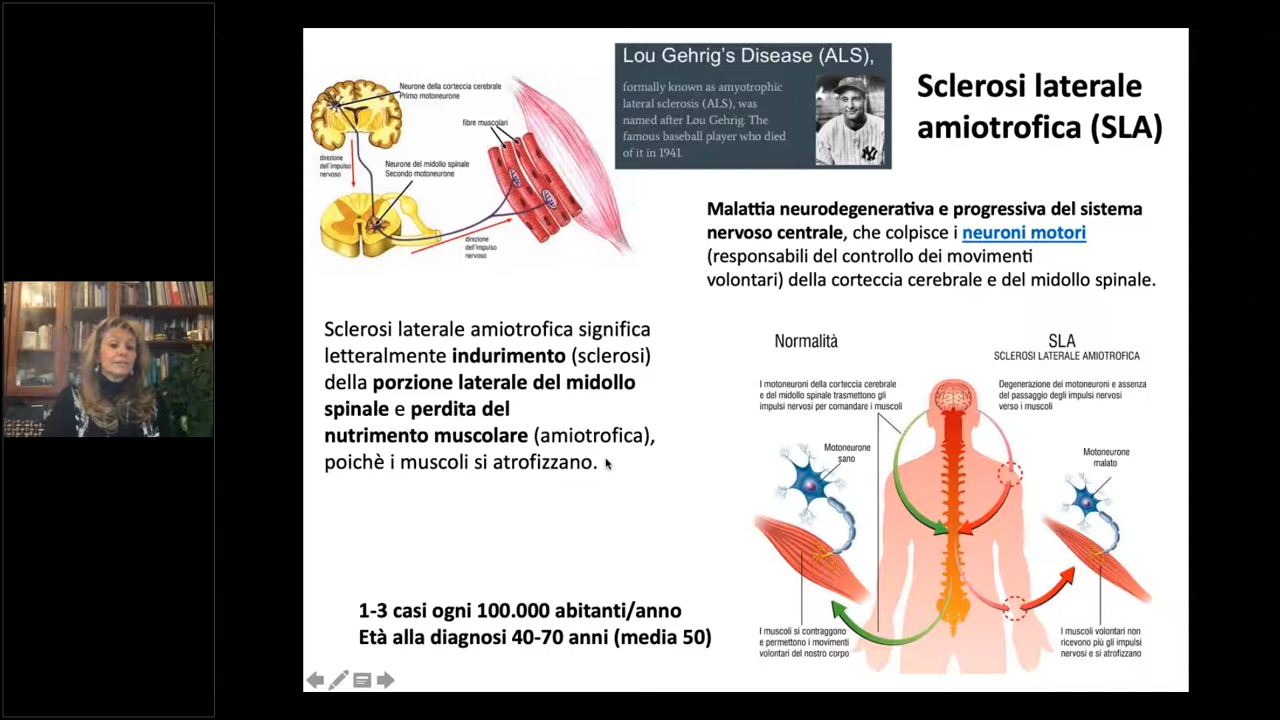 Lou Gehrig's Disease (ALS),
formally known as amyotrophic
lateral sclerosis (ALS), was
named after Lou Gehrig. The
famous baseball player who died
of it in 1941.
Sclerosi laterale
amiotrofica (SLA)
Neurone della corteccia cerebrale
Primo motoneurone
fibre muscolari
direzione
dell'impulso
nervoso
Neurone del midollo spinale
Secondo motoneurone
direzione
dell'impulso
nervoso
Malattia neurodegenerativa e progressiva del sistema
nervoso centrale, che colpisce i neuroni motori
(responsabili del controllo dei movimenti
volontari) della corteccia cerebrale e del midollo spinale.
Sclerosi laterale amiotrofica significa
letteralmente indurimento (sclerosi)
della porzione laterale del midollo
spinale e perdita del
nutrimento muscolare (amiotrofica),
poichè i muscoli si atrofizzano.
1-3 casi ogni 100.000 abitanti/anno
Età alla diagnosi 40-70 anni (media 50)
Normalità
I motoneuroni della corteccia cerebrale
e del midollo spinale trasmettono gli
impulsi nervosi per comandare i muscoli
Motoneurone
sano
I muscoli si contraggono
e permettono i movimenti
volontari del nostro corpo
SLA
SCLEROSI LATERALE AMIOTROFICA
Degenerazione dei motoneuroni e assenza
del passaggio degli impulsi nervosi
verso i muscoli
Motoneurone
malato
I muscoli volontari non
ricevono più gli impulsi
nervosi e si atrofizzano